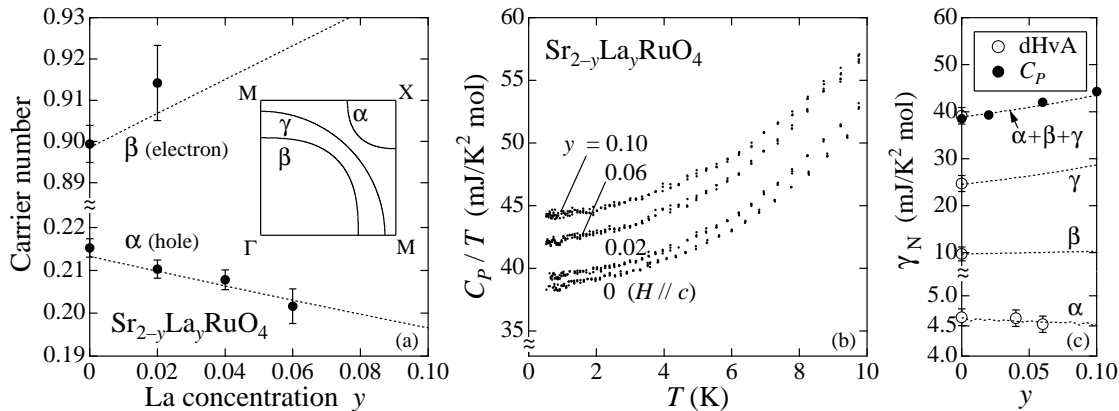 0.93
0.92
0.91
0.90
0.89
0.22
0.21
0.20
0.19
≈
Carrier number
β (electron)
α (hole)
M
X
α
γ
β
Γ
M
Sr2–yLayRuO4
(a)
0
0.02
0.04
0.06
0.08
0.10
La concentration y
60
55
50
45
40
35
≈
CP / T (mJ/K2 mol)
Sr2–yLayRuO4
y = 0.10
0.06
0.02
0 (H // c)
(b)
0
2
4
6
8
10
T (K)
60
50
40
30
20
10
≈
5.0
4.5
4.0
γN (mJ/K2 mol)
dHvA
CP
α+β+γ
γ
β
α
≈
(c)
0
0.05
0.10
y